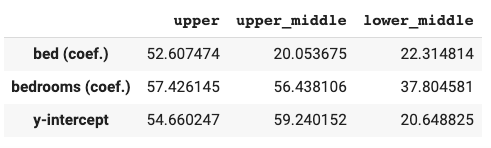 upper upper_middle lower_middle
bed (coef.) 52.607474 20.053675 22.314814
bedrooms (coef.) 57.426145 56.438106 37.804581
y-intercept 54.660247 59.240152 20.648825